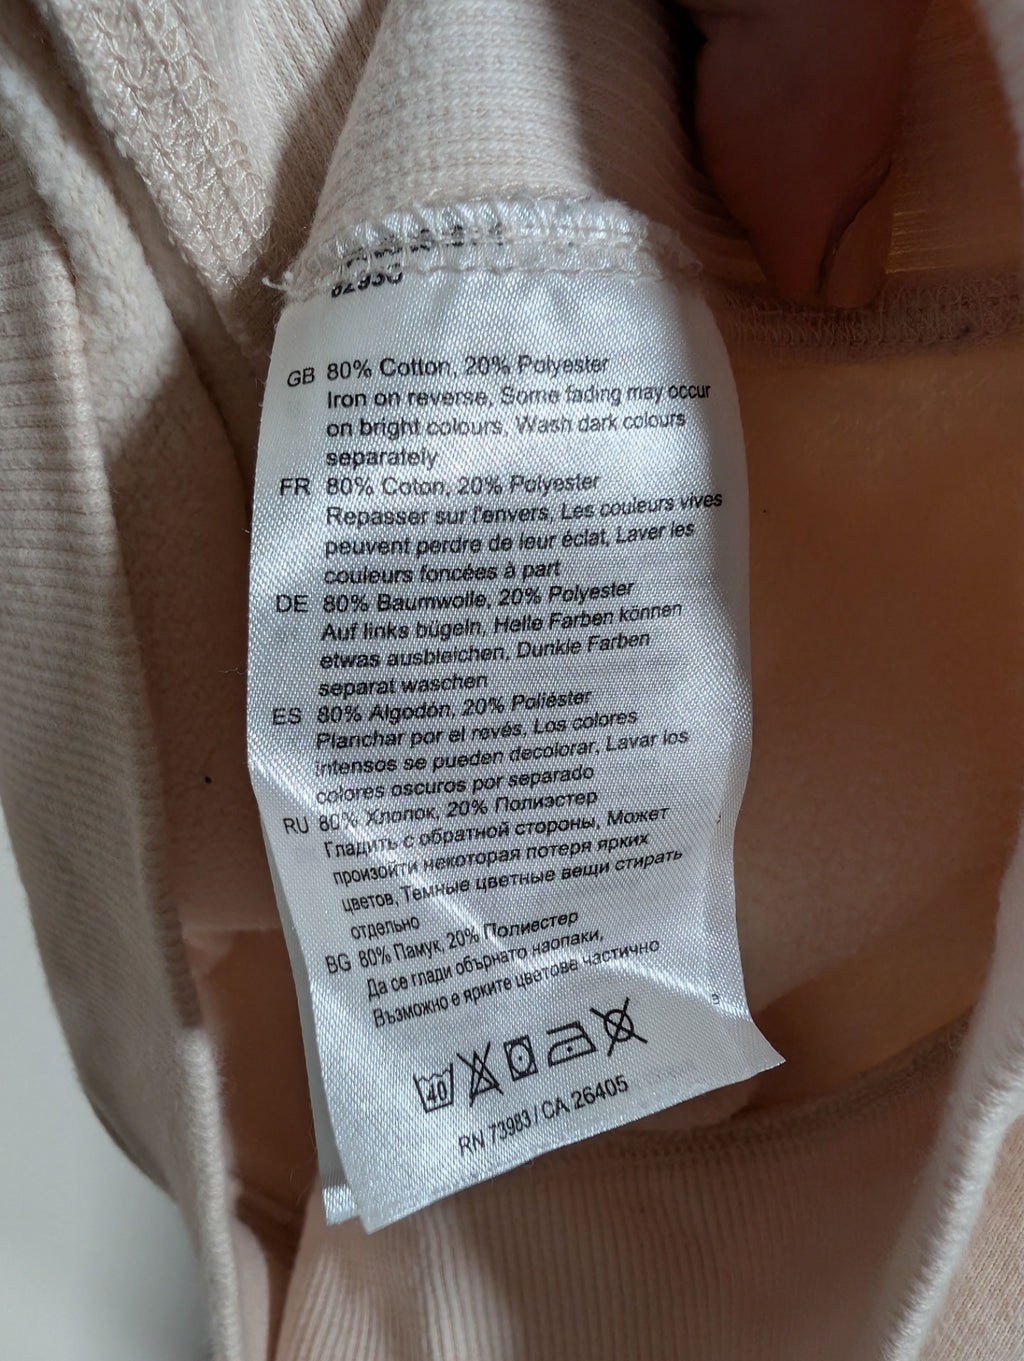 GB 80% Cotton, 20% Polyester
Iron on reverse, Some fading may occur
on bright colours, Wash dark colours
separately
FR 80% Coton, 20% Polyester
Repasser sur l'envers, Les couleurs vives
peuvent perdre de leur éclat, Laver les
couleurs foncées à part
DE 80% Baumwolle, 20% Polyester
Auf links bügeln, Helle Farben können
etwas ausbleichen, Dunkle Farben
separat waschen
ES 80% Algodón, 20% Poliéster
Planchar por el revés, Los colores
intensos se pueden decolorar, Lavar los
colores oscuros por separado
RU 80% Хлопок, 20% Полиэстер
Гладить с обратной стороны, Может
произойти некоторая потеря ярких
цветов, Темные цветные вещи стирать
отдельно
BG 80% Памук, 20% Полиестер
Да се глади обърнато наопаки,
Възможно е ярките цветове частично
40
RN 73983 / CA 26405